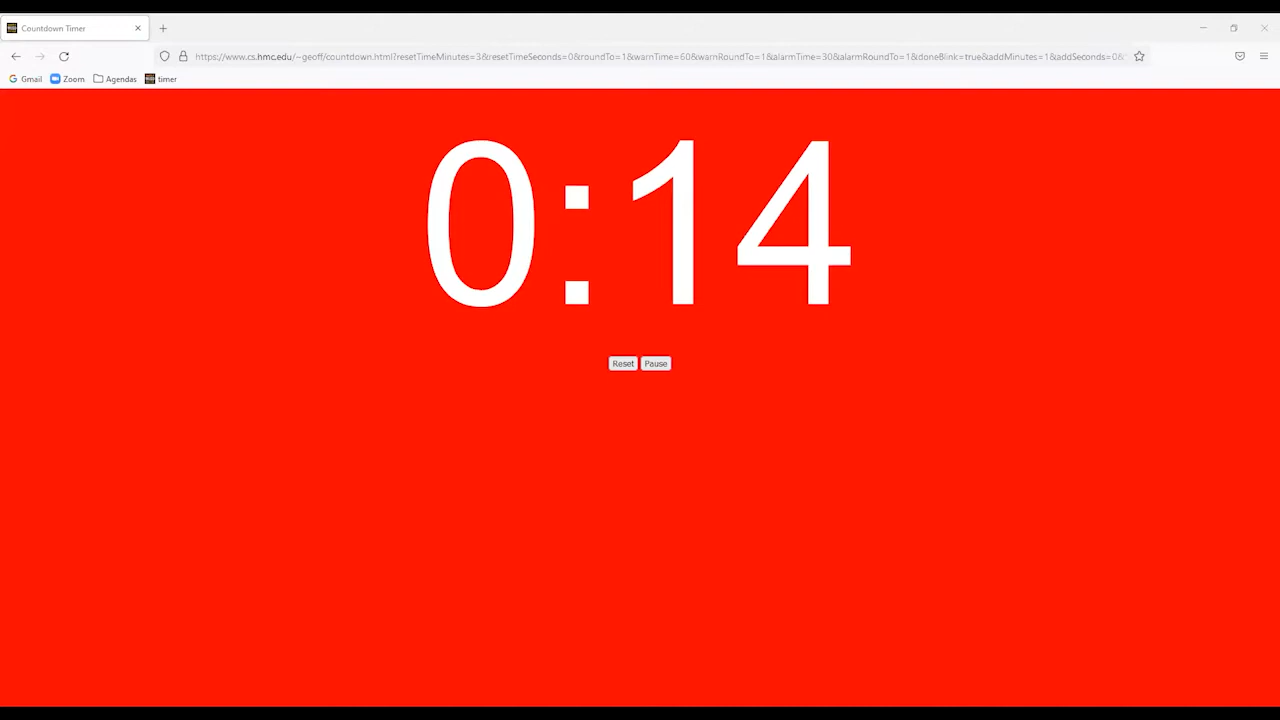 Countdown Timer
https://www.cs.hmc.edu/~geoff/countdown.html?resetTimeMinutes=3&resetTimeSeconds=0&roundTo=1&warnTime=60&warnRoundTo=1&alarmTime=30&alarmRoundTo=1&doneBlink=true&addMinutes=1&addSeconds=0&
Gmail Zoom Agendas timer
0:14
Reset Pause